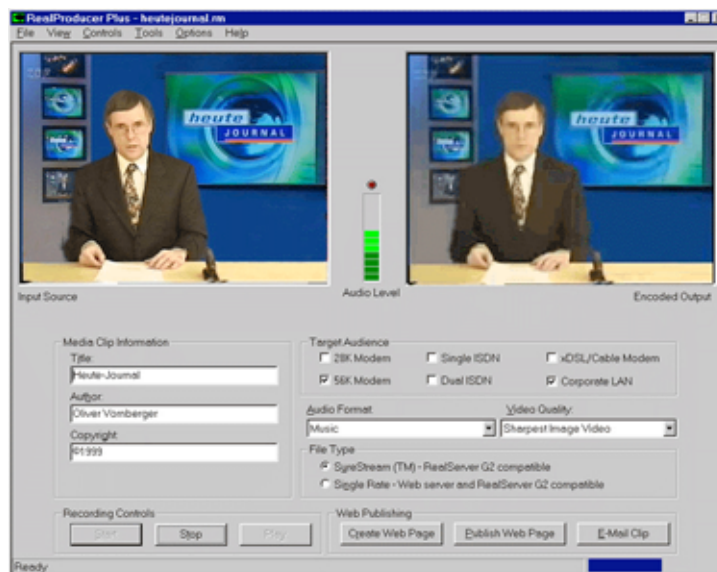 RealProducer Plus - heutejournal.rm
File View Controls Tools Options Help
heute
JOURNAL
heute
JOURNAL
Audio Level
Input Source
Encoded Output
Media Clip Information
Title:
Heute-Journal
Author:
Oliver Vornberger
Copyright:
©1999
Target Audience
28K Modem Single ISDN xDSL/Cable Modem
56K Modem Dual ISDN Corporate LAN
Audio Format: Video Quality:
Music Sharpest Image Video
File Type
SureStream (TM) - RealServer G2 compatible
Single Rate - Web server and RealServer G2 compatible
Recording Controls
Start Stop Play
Web Publishing
Create Web Page Publish Web Page E-Mail Clip
Ready